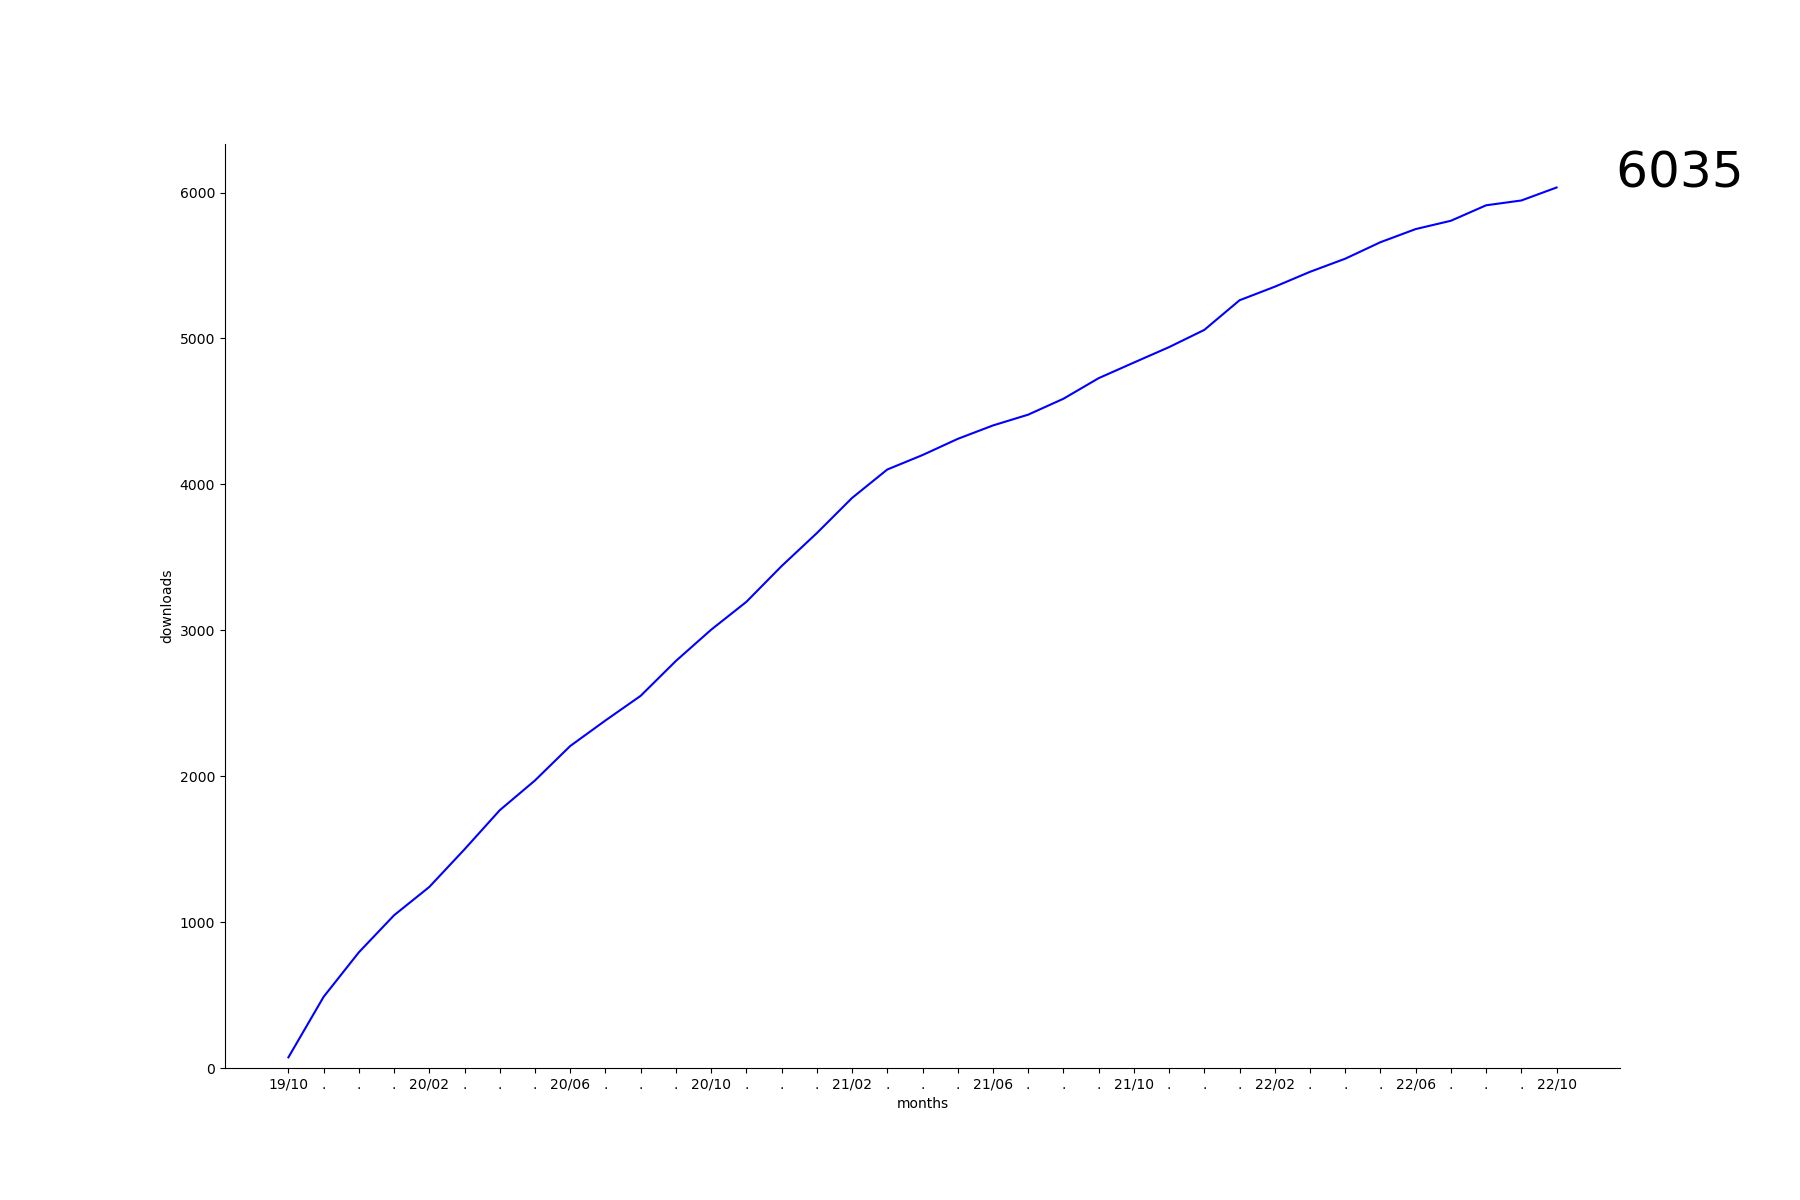 6035
6000
5000
4000
3000
2000
1000
0
downloads
19/10 . . . 20/02 . . . 20/06 . . . 20/10 . . . 21/02 . . . 21/06 . . . 21/10 . . . 22/02 . . . 22/06 . . . 22/10
months